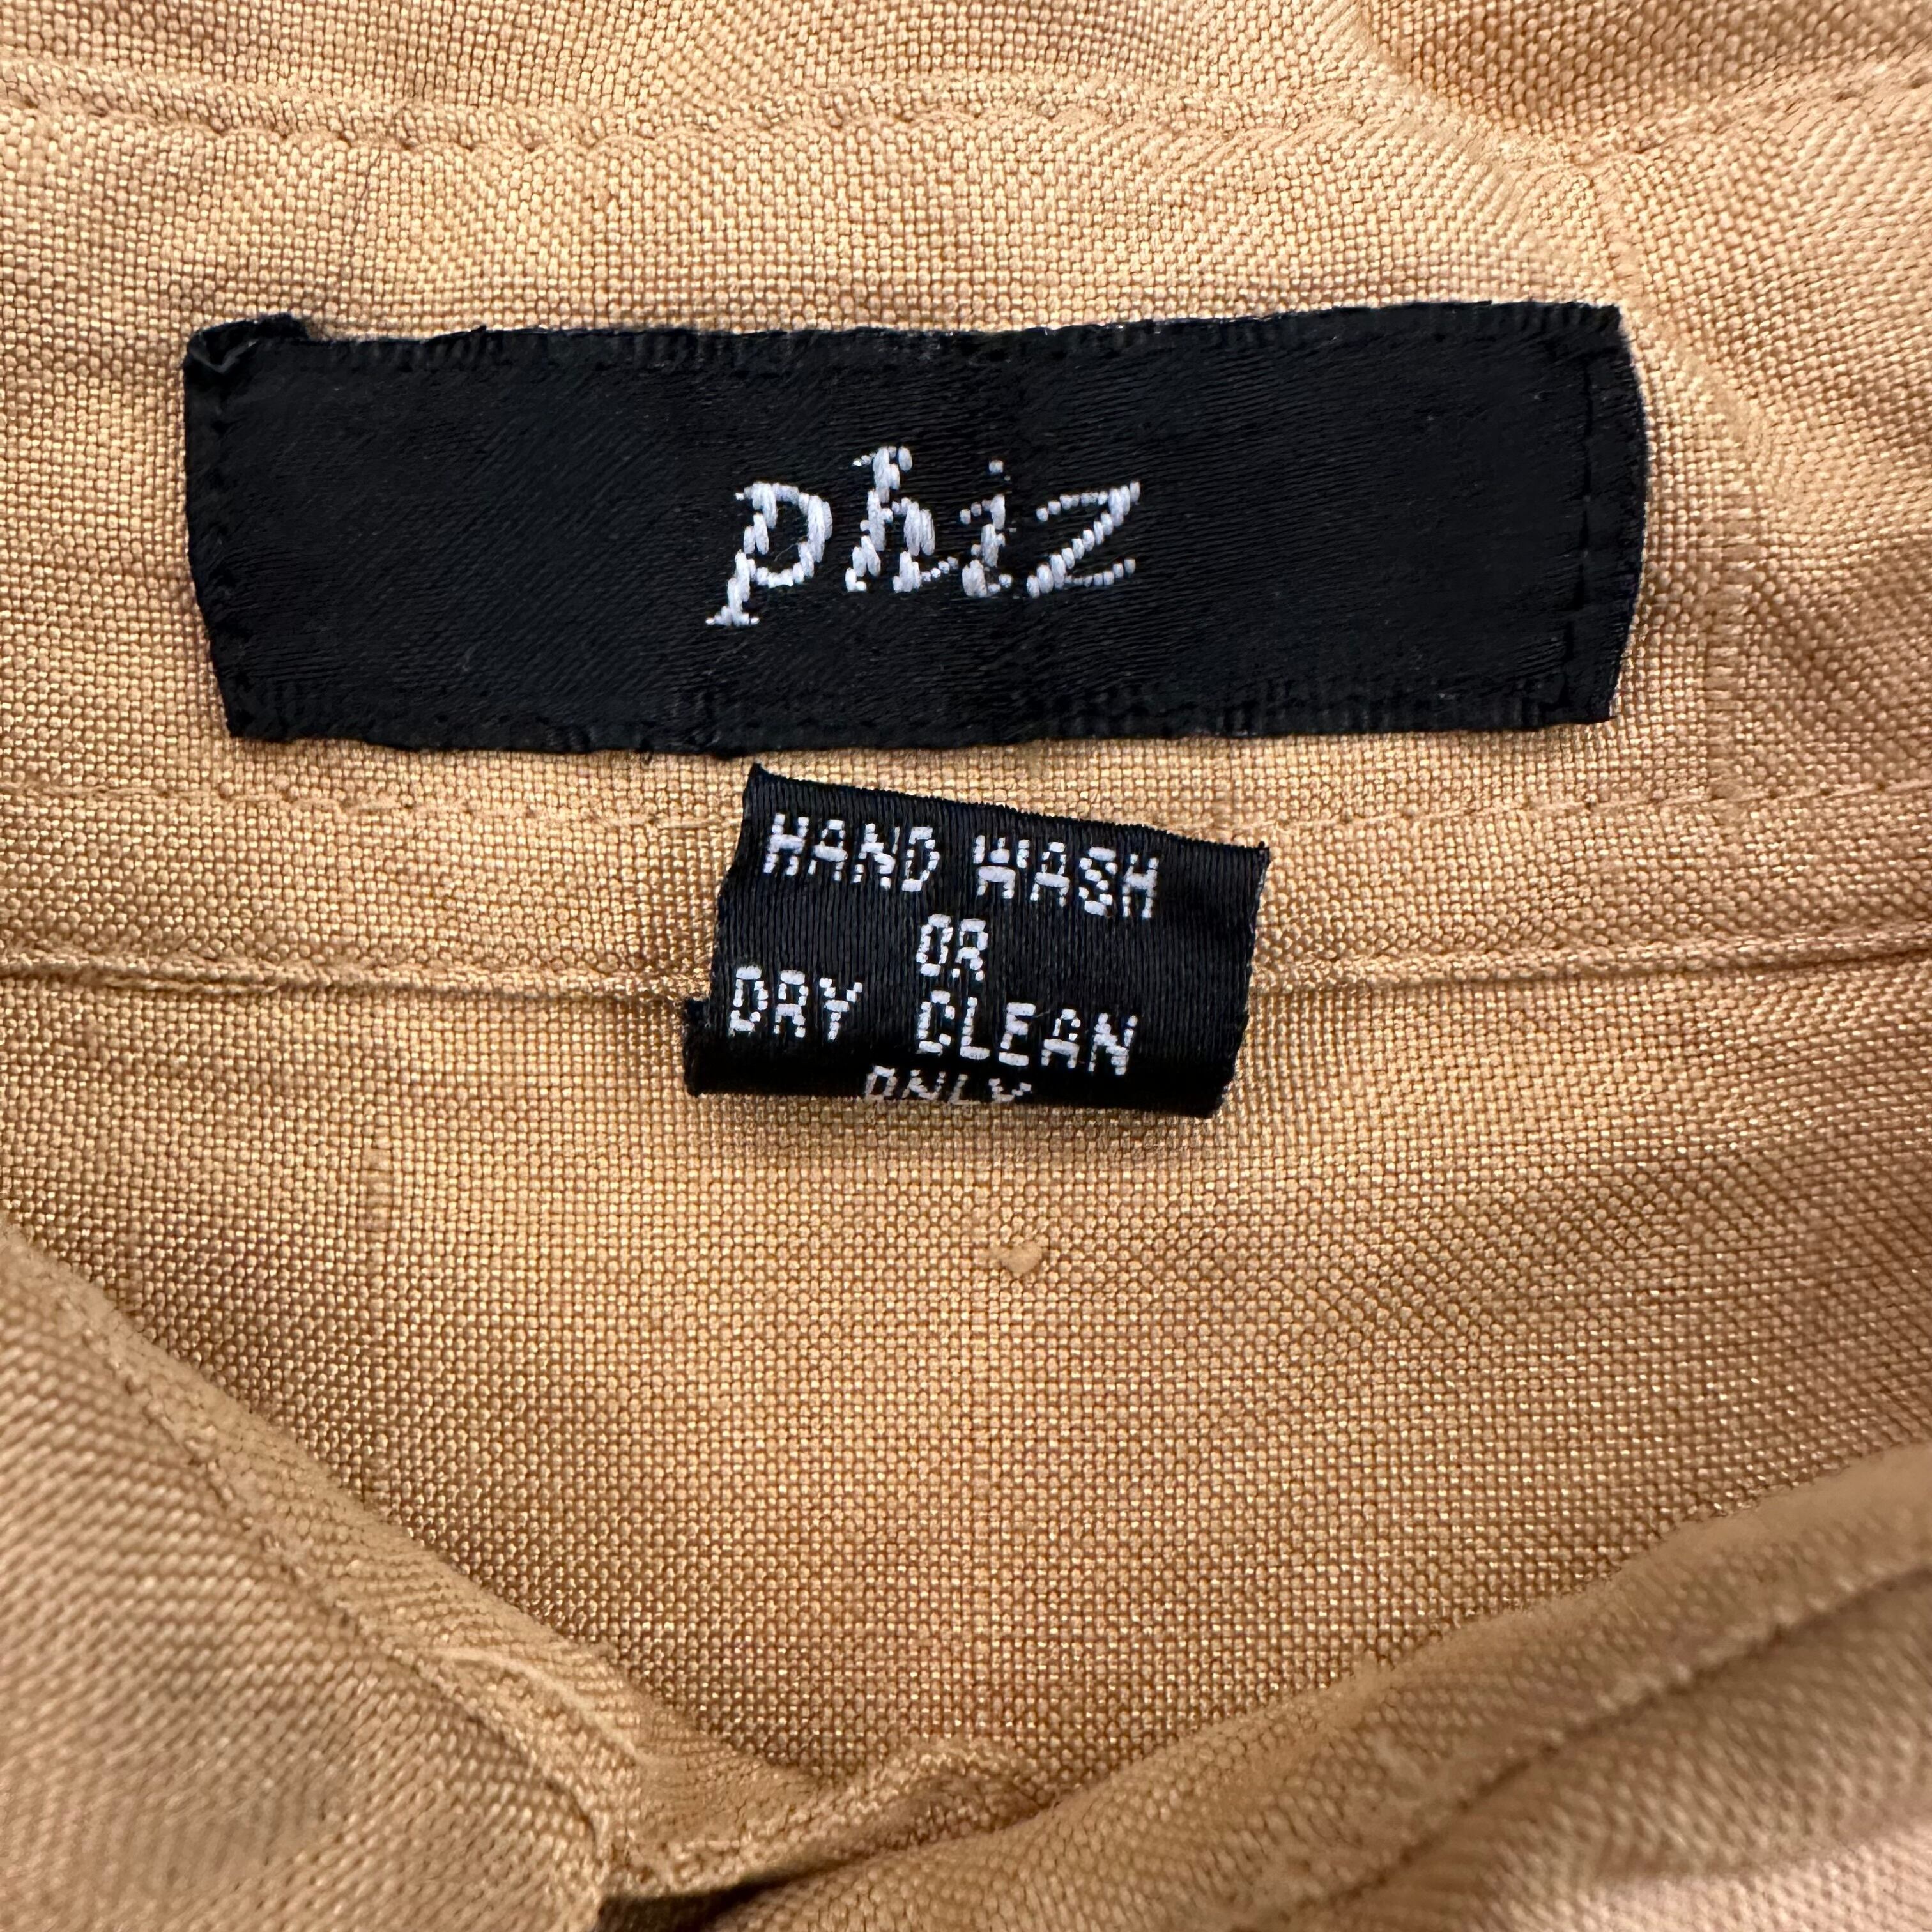 phiz
HAND WASH
OR
DRY CLEAN
ONLY